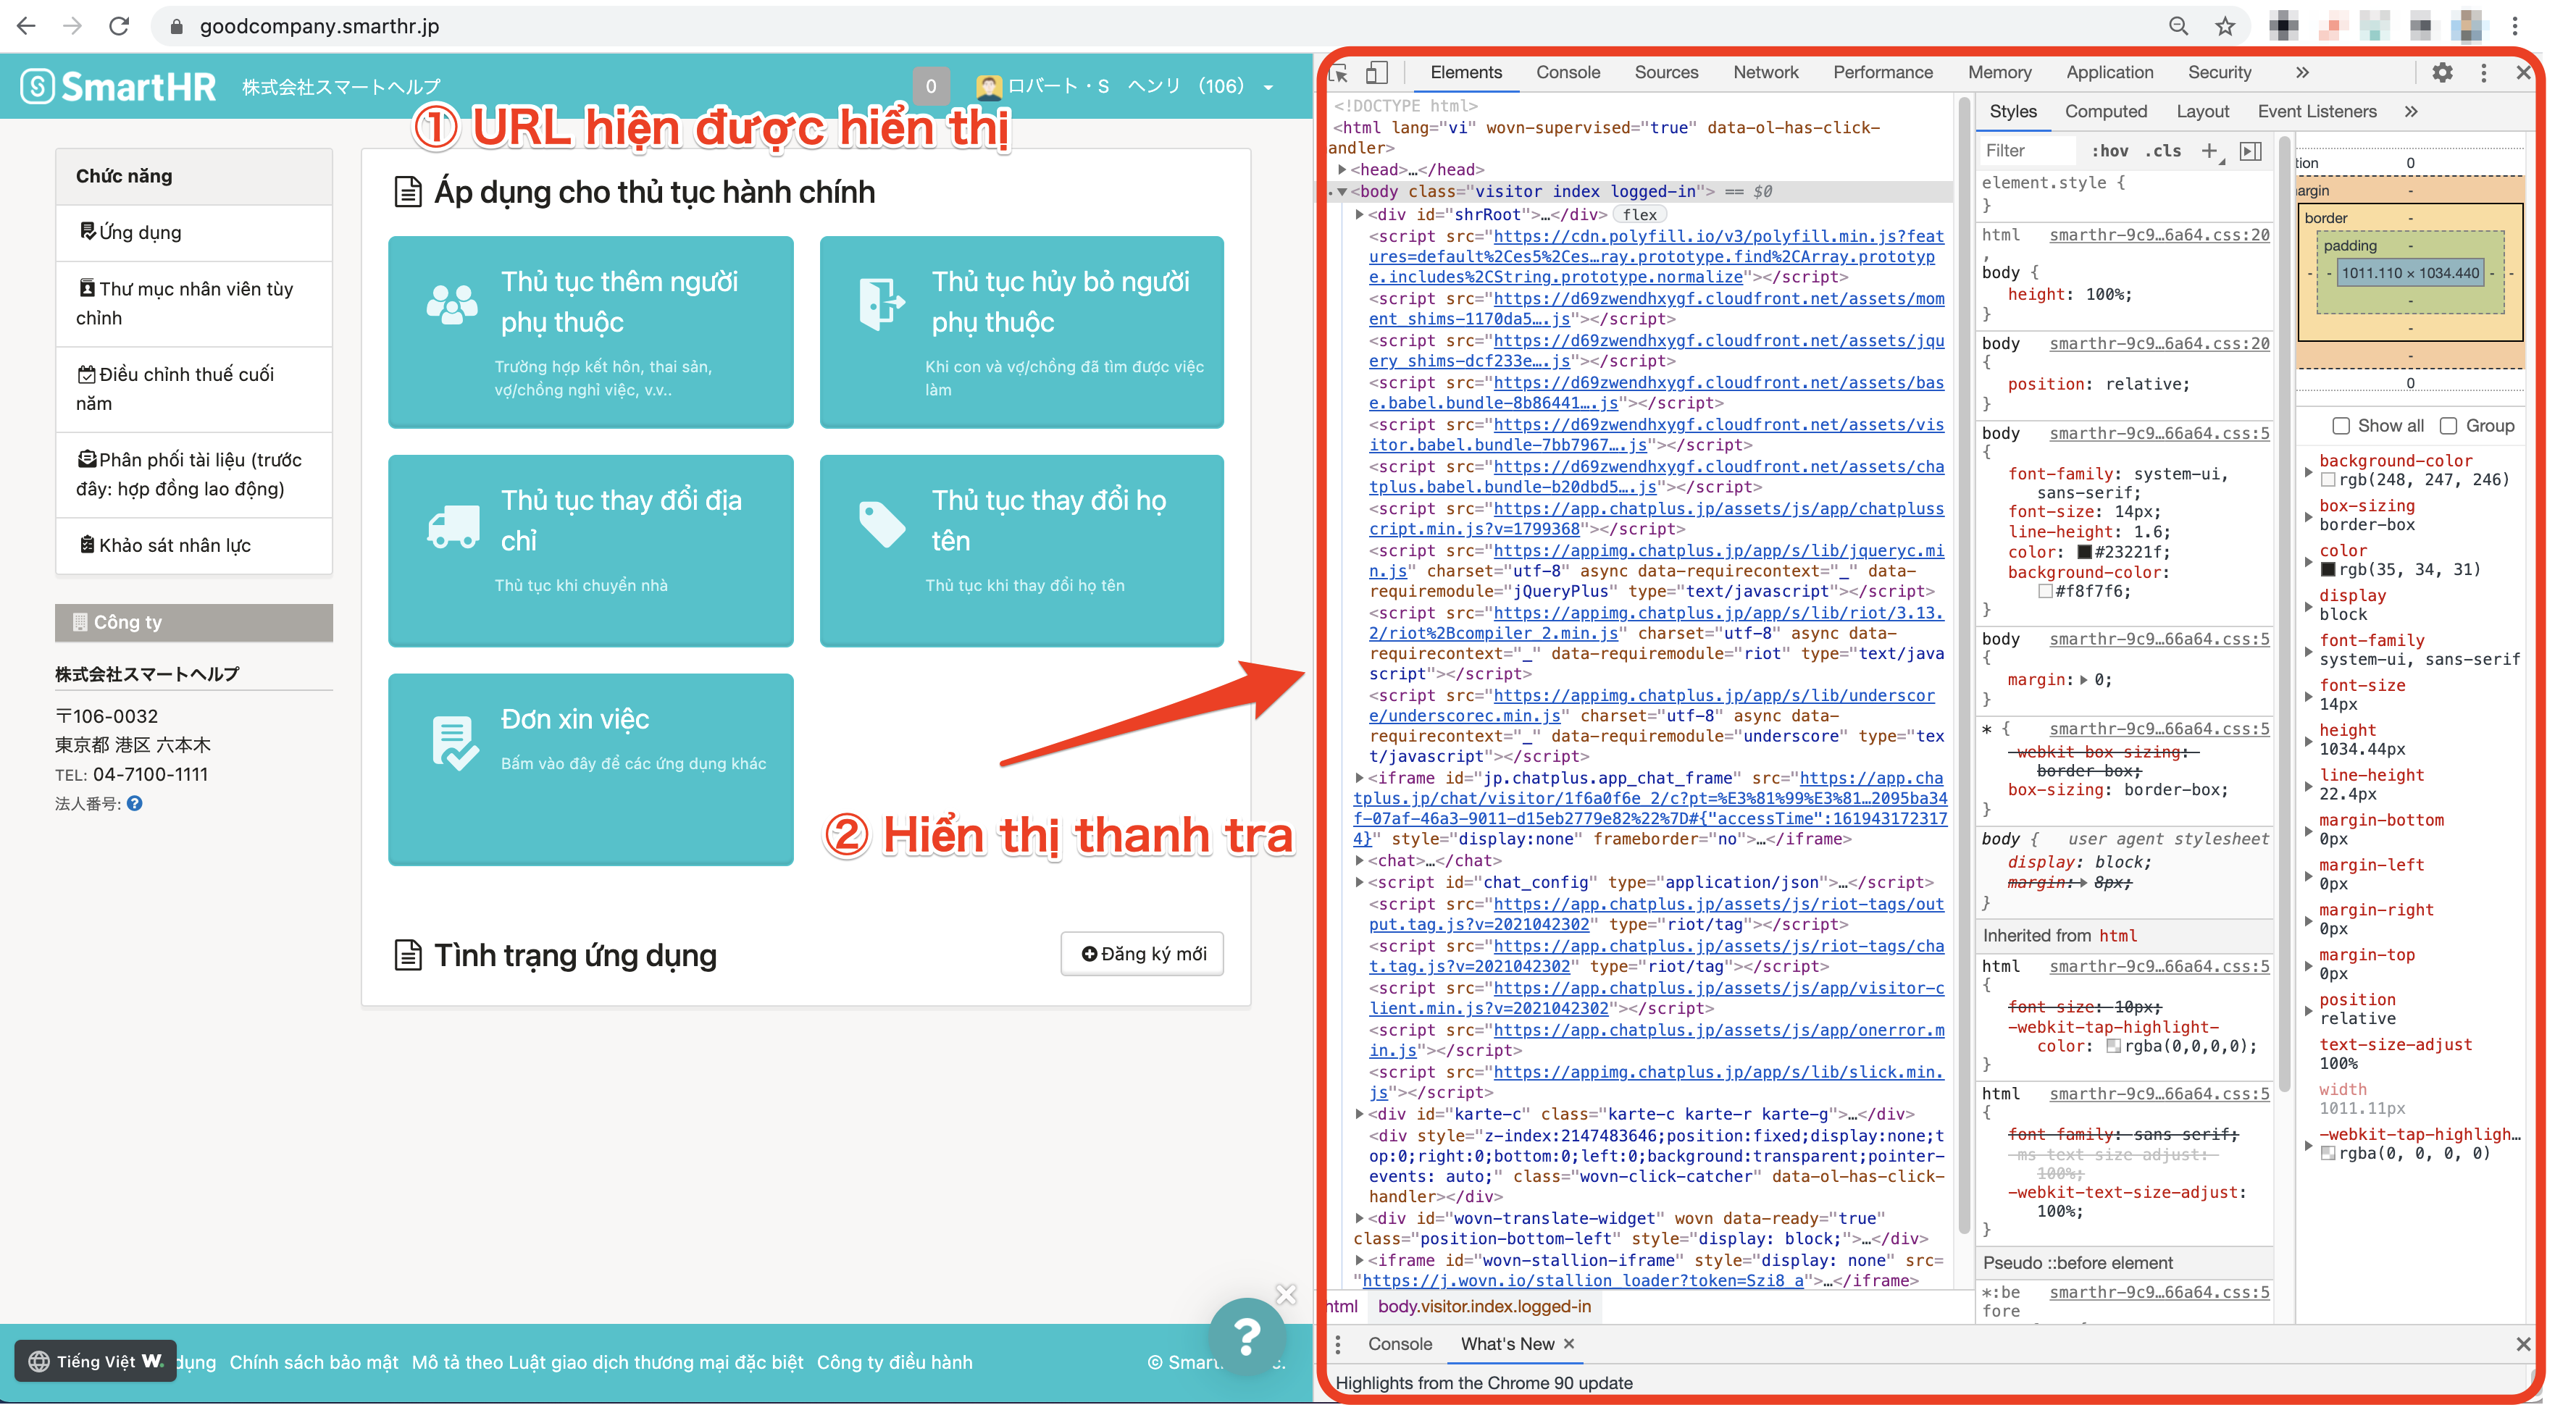 goodcompany.smarthr.jp
SmartHR 株式会社スマートヘルプ 0 ロバート・S ヘンリ (106)
① URL hiện được hiển thị
Chức năng
Ứng dụng
Thư mục nhân viên tùy
chỉnh
Điều chỉnh thuế cuối
năm
Phân phối tài liệu (trước
đây: hợp đồng lao động)
Khảo sát nhân lực
Công ty
株式会社スマートヘルプ
〒106-0032
東京都 港区 六本木
TEL: 04-7100-1111
法人番号:
Áp dụng cho thủ tục hành chính
Thủ tục thêm người
phụ thuộc
Trường hợp kết hôn, thai sản,
vợ/chồng nghỉ việc, v.v..
Thủ tục hủy bỏ người
phụ thuộc
Khi con và vợ/chồng đã tìm được việc
làm
Thủ tục thay đổi địa
chỉ
Thủ tục khi chuyển nhà
Thủ tục thay đổi họ
tên
Thủ tục khi thay đổi họ tên
Đơn xin việc
Bấm vào đây để các ứng dụng khác
② Hiển thị thanh tra
Tình trạng ứng dụng
Đăng ký mới
Tiếng Việt W. dụng Chính sách bảo mật Mô tả theo Luật giao dịch thương mại đặc biệt Công ty điều hành © Smar
?
Elements Console Sources Network Performance Memory Application Security »
<!DOCTYPE html>
<html lang="vi" wovn-supervised="true" data-ol-has-click-
andler>
<head>…</head>
<body class="visitor index logged-in"> == $0
<div id="shrRoot">…</div> flex
<script src="https://cdn.polyfill.io/v3/polyfill.min.js?feat
ures=default%2Ces5%2Ces…ray.prototype.find%2CArray.prototyp
e.includes%2CString.prototype.normalize"></script>
<script src="https://d69zwendhxygf.cloudfront.net/assets/mom
ent_shims-1170da5….js"></script>
<script src="https://d69zwendhxygf.cloudfront.net/assets/jqu
ery_shims-dcf233e….js"></script>
<script src="https://d69zwendhxygf.cloudfront.net/assets/bas
e.babel.bundle-8b86441….js"></script>
<script src="https://d69zwendhxygf.cloudfront.net/assets/vis
itor.babel.bundle-7bb7967….js"></script>
<script src="https://d69zwendhxygf.cloudfront.net/assets/cha
tplus.babel.bundle-b20dbd5….js"></script>
<script src="https://app.chatplus.jp/assets/js/app/chatpluss
cript.min.js?v=1799368"></script>
<script src="https://appimg.chatplus.jp/app/s/lib/jqueryc.mi
n.js" charset="utf-8" async data-requirecontext="_" data-
requiremodule="jQueryPlus" type="text/javascript"></script>
<script src="https://appimg.chatplus.jp/app/s/lib/riot/3.13.
2/riot%2Bcompiler_2.min.js" charset="utf-8" async data-
requirecontext="_" data-requiremodule="riot" type="text/java
script"></script>
<script src="https://appimg.chatplus.jp/app/s/lib/underscor
e/underscorec.min.js" charset="utf-8" async data-
requirecontext="_" data-requiremodule="underscore" type="tex
t/javascript"></script>
<iframe id="jp.chatplus.app_chat_frame" src="https://app.cha
tplus.jp/chat/visitor/1f6a0f6e_2/c?pt=%E3%81%99%E3%81…2095ba34
f-07af-46a3-9011-d15eb2779e82%22%7D#{"accessTime":161943172317
4}" style="display:none" frameborder="no">…</iframe>
<chat>…</chat>
<script id="chat_config" type="application/json">…</script>
<script src="https://app.chatplus.jp/assets/js/riot-tags/out
put.tag.js?v=2021042302" type="riot/tag"></script>
<script src="https://app.chatplus.jp/assets/js/riot-tags/cha
t.tag.js?v=2021042302" type="riot/tag"></script>
<script src="https://app.chatplus.jp/assets/js/app/visitor-c
lient.min.js?v=2021042302"></script>
<script src="https://app.chatplus.jp/assets/js/app/onerror.m
in.js"></script>
<script src="https://appimg.chatplus.jp/app/s/lib/slick.min.
js"></script>
<div id="karte-c" class="karte-c karte-r karte-g">…</div>
<div style="z-index:2147483646;position:fixed;display:none;t
op:0;right:0;bottom:0;left:0;background:transparent;pointer-
events: auto;" class="wovn-click-catcher" data-ol-has-click-
handler></div>
<div id="wovn-translate-widget" wovn data-ready="true"
class="position-bottom-left" style="display: block;">…</div>
<iframe id="wovn-stallion-iframe" style="display: none" src=
"https://j.wovn.io/stallion_loader?token=Szi8_a">…</iframe>
html body.visitor.index.logged-in
Styles Computed Layout Event Listeners »
Filter :hov .cls +
element.style {
}
html smarthr-9c9…6a64.css:20
,
body {
height: 100%;
}
body smarthr-9c9…6a64.css:20
{
position: relative;
}
body smarthr-9c9…66a64.css:5
{
font-family: system-ui,
sans-serif;
font-size: 14px;
line-height: 1.6;
color: #23221f;
background-color:
#f8f7f6;
}
body smarthr-9c9…66a64.css:5
{
margin: 0;
}
* { smarthr-9c9…66a64.css:5
-webkit-box-sizing:
border-box;
box-sizing: border-box;
}
body { user agent stylesheet
display: block;
margin: 8px;
}
Inherited from html
html smarthr-9c9…66a64.css:5
{
font-size: 10px;
-webkit-tap-highlight-
color: rgba(0,0,0,0);
}
html smarthr-9c9…66a64.css:5
{
font-family: sans-serif;
-ms-text-size-adjust:
100%;
-webkit-text-size-adjust:
100%;
}
Pseudo ::before element
*:be smarthr-9c9…66a64.css:5
fore
tion 0
argin -
border -
padding -
- - 1011.110 × 1034.440 - -
-
-
-
0
Show all Group
background-color
rgb(248, 247, 246)
box-sizing
border-box
color
rgb(35, 34, 31)
display
block
font-family
system-ui, sans-serif
font-size
14px
height
1034.44px
line-height
22.4px
margin-bottom
0px
margin-left
0px
margin-right
0px
margin-top
0px
position
relative
text-size-adjust
100%
width
1011.11px
-webkit-tap-highligh…
rgba(0, 0, 0, 0)
Console What's New ×
Highlights from the Chrome 90 update